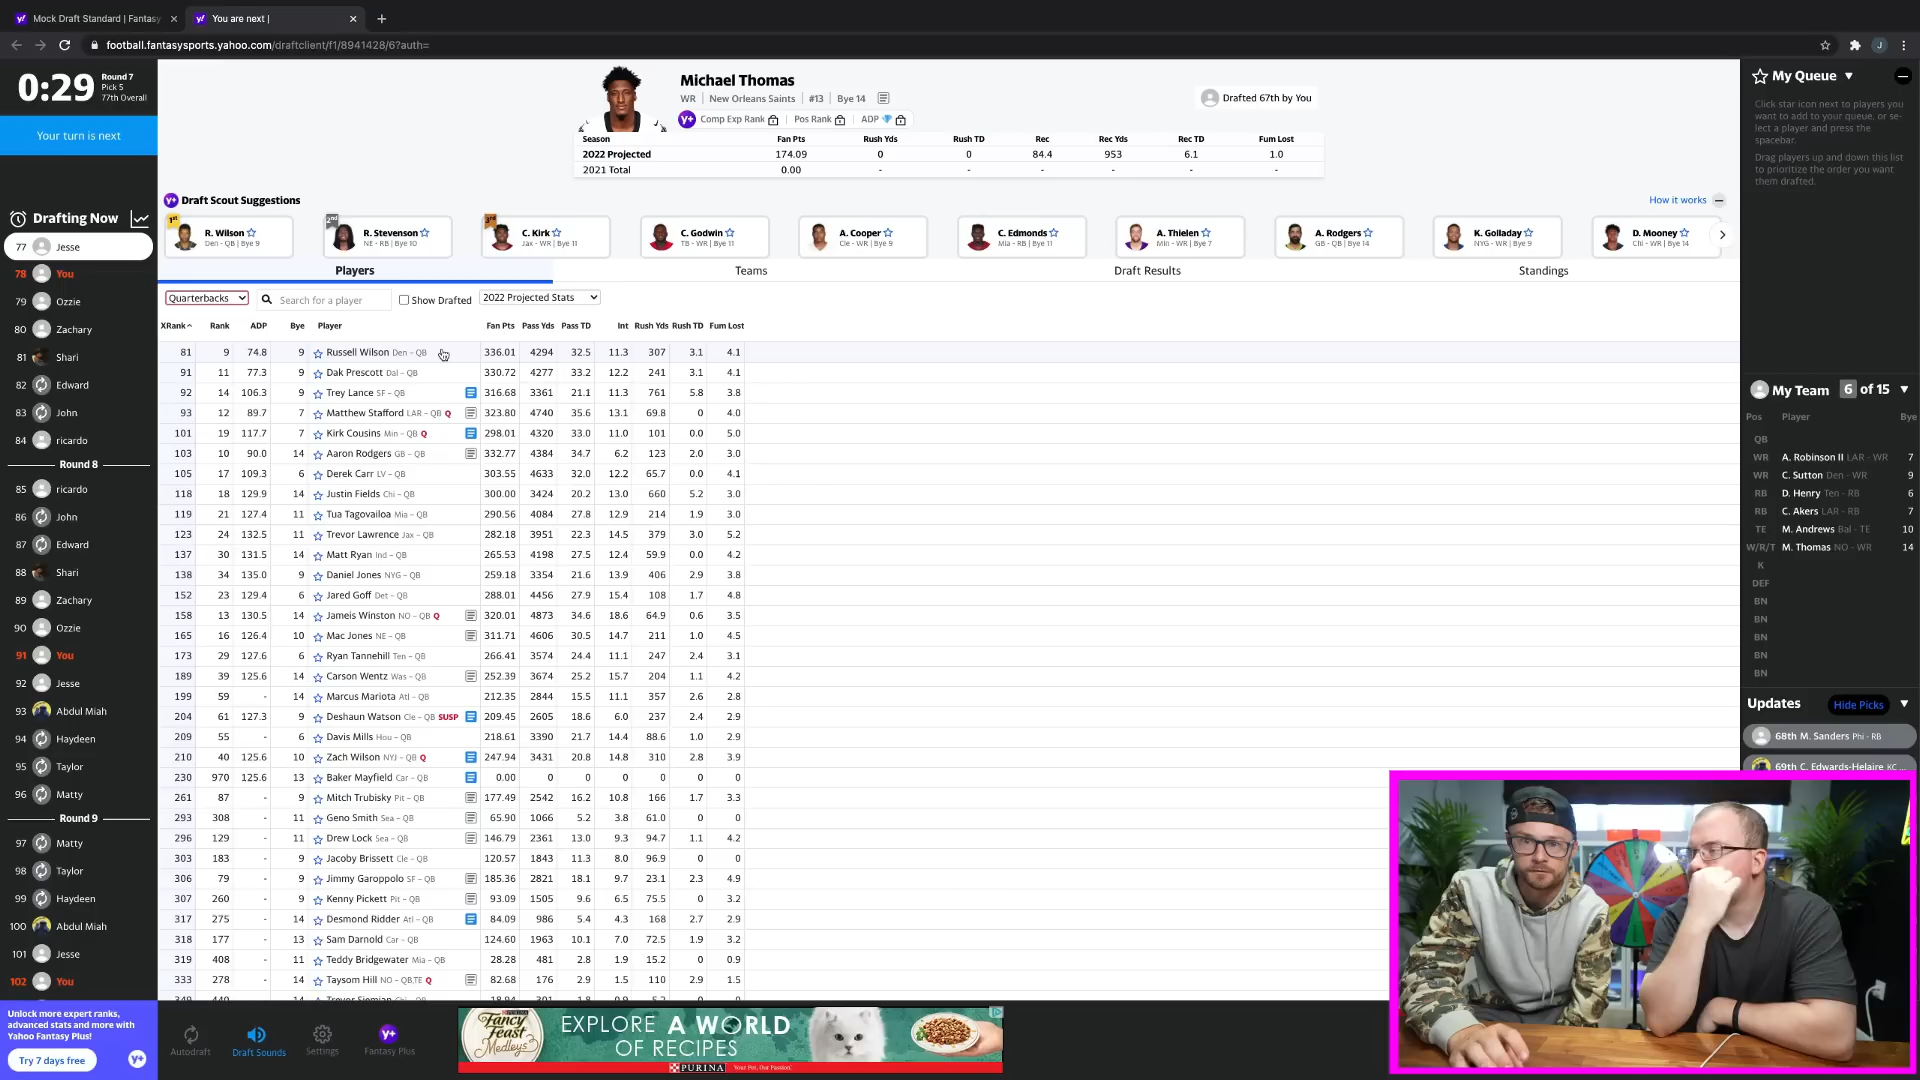 Mock Draft Standard | Fantasy
You are next |
football.fantasysports.yahoo.com/draftclient/f1/8941428/6?auth=
J
0:29
Round 7
Pick 5
77th Overall
Your turn is next
Drafting Now
77 Jesse
78 You
79 Ozzie
80 Zachary
81 Shari
82 Edward
83 John
84 ricardo
Round 8
85 ricardo
86 John
87 Edward
88 Shari
89 Zachary
90 Ozzie
91 You
92 Jesse
93 Abdul Miah
94 Haydeen
95 Taylor
96 Matty
Round 9
97 Matty
98 Taylor
99 Haydeen
100 Abdul Miah
101 Jesse
102 You
Unlock more expert ranks,
advanced stats and more with
Yahoo Fantasy Plus!
Try 7 days free
y+
Michael Thomas
WR | New Orleans Saints | #13 | Bye 14
Y+ Comp Exp Rank Pos Rank ADP
Drafted 67th by You
Season Fan Pts Rush Yds Rush TD Rec Rec Yds Rec TD Fum Lost
2022 Projected 174.09 0 0 84.4 953 6.1 1.0
2021 Total 0.00 - - - - - -
Y+ Draft Scout Suggestions
How it works
1st R. Wilson
Den - QB | Bye 9
2nd R. Stevenson
NE - RB | Bye 10
3rd C. Kirk
Jax - WR | Bye 11
C. Godwin
TB - WR | Bye 11
A. Cooper
Cle - WR | Bye 9
C. Edmonds
Mia - RB | Bye 11
A. Thielen
Min - WR | Bye 7
A. Rodgers
GB - QB | Bye 14
K. Golladay
NYG - WR | Bye 9
D. Mooney
Chi - WR | Bye 14
Players Teams Draft Results Standings
Quarterbacks Search for a player Show Drafted 2022 Projected Stats
XRank Rank ADP Bye Player Fan Pts Pass Yds Pass TD Int Rush Yds Rush TD Fum Lost
81 9 74.8 9 Russell Wilson Den - QB 336.01 4294 32.5 11.3 307 3.1 4.1
91 11 77.3 9 Dak Prescott Dal - QB 330.72 4277 33.2 12.2 241 3.1 4.1
92 14 106.3 9 Trey Lance SF - QB 316.68 3361 21.1 11.3 761 5.8 3.8
93 12 89.7 7 Matthew Stafford LAR - QB Q 323.80 4740 35.6 13.1 69.8 0 4.0
101 19 117.7 7 Kirk Cousins Min - QB Q 298.01 4320 33.0 11.0 101 0.0 5.0
103 10 90.0 14 Aaron Rodgers GB - QB 332.77 4384 34.7 6.2 123 2.0 3.0
105 17 109.3 6 Derek Carr LV - QB 303.55 4633 32.0 12.2 65.7 0.0 4.1
118 18 129.9 14 Justin Fields Chi - QB 300.00 3424 20.2 13.0 660 5.2 3.0
119 21 127.4 11 Tua Tagovailoa Mia - QB 290.56 4084 27.8 12.9 214 1.9 3.0
123 24 132.5 11 Trevor Lawrence Jax - QB 282.18 3951 22.3 14.5 379 3.0 5.2
137 30 131.5 14 Matt Ryan Ind - QB 265.53 4198 27.5 12.4 59.9 0.0 4.2
138 34 135.0 9 Daniel Jones NYG - QB 259.18 3354 21.6 13.9 406 2.9 3.8
152 23 129.4 6 Jared Goff Det - QB 288.01 4456 27.9 15.4 108 1.7 4.8
158 13 130.5 14 Jameis Winston NO - QB Q 320.01 4873 34.6 18.6 64.9 0.6 3.5
165 16 126.4 10 Mac Jones NE - QB 311.71 4606 30.5 14.7 211 1.0 4.5
173 29 127.6 6 Ryan Tannehill Ten - QB 266.41 3574 24.4 11.1 247 2.4 3.1
189 39 125.6 14 Carson Wentz Was - QB 252.39 3674 25.2 15.7 204 1.1 4.2
199 59 - 14 Marcus Mariota Atl - QB 212.35 2844 15.5 11.1 357 2.6 2.8
204 61 127.3 9 Deshaun Watson Cle - QB SUSP 209.45 2605 18.6 6.0 237 2.4 2.9
209 55 - 6 Davis Mills Hou - QB 218.61 3390 21.7 14.4 88.6 1.0 2.9
210 40 125.6 10 Zach Wilson NYJ - QB Q 247.94 3431 20.8 14.8 310 2.8 3.9
230 970 125.6 13 Baker Mayfield Car - QB 0.00 0 0 0 0 0 0
261 87 - 9 Mitch Trubisky Pit - QB 177.49 2542 16.2 10.8 166 1.7 3.3
293 308 - 11 Geno Smith Sea - QB 65.90 1066 5.2 3.8 61.0 0 0
296 129 - 11 Drew Lock Sea - QB 146.79 2361 13.0 9.3 94.7 1.1 4.2
303 183 - 9 Jacoby Brissett Cle - QB 120.57 1843 11.3 8.0 96.9 0 0
306 79 - 9 Jimmy Garoppolo SF - QB 185.36 2821 18.1 9.7 23.1 2.3 4.9
307 260 - 9 Kenny Pickett Pit - QB 93.09 1505 9.6 6.5 75.5 0 3.2
317 275 - 14 Desmond Ridder Atl - QB 84.09 986 5.4 4.3 168 2.7 2.9
318 177 - 13 Sam Darnold Car - QB 124.60 1963 10.1 7.0 72.5 1.9 3.2
319 408 - 11 Teddy Bridgewater Mia - QB 28.28 481 2.8 1.9 15.2 0 0.9
333 278 - 14 Taysom Hill NO - QB,TE Q 82.68 176 2.9 1.5 110 2.9 1.5
Autodraft Draft Sounds Settings Fantasy Plus
Fancy Feast
Medleys
EXPLORE A WORLD
OF RECIPES
PURINA Your Pet, Our Passion.
My Queue
Click star icon next to players you
want to add to your queue, or se-
lect a player and press the
spacebar.
Drag players up and down this list
to prioritize the order you want
them drafted.
My Team 6 of 15
Pos Player Bye
QB
WR A. Robinson II LAR - WR 7
WR C. Sutton Den - WR 9
RB D. Henry Ten - RB 6
RB C. Akers LAR - RB 7
TE M. Andrews Bal - TE 10
W/R/T M. Thomas NO - WR 14
K
DEF
BN
BN
BN
BN
BN
Updates Hide Picks
68th M. Sanders Phi - RB
69th C. Edwards-Helaire KC ...